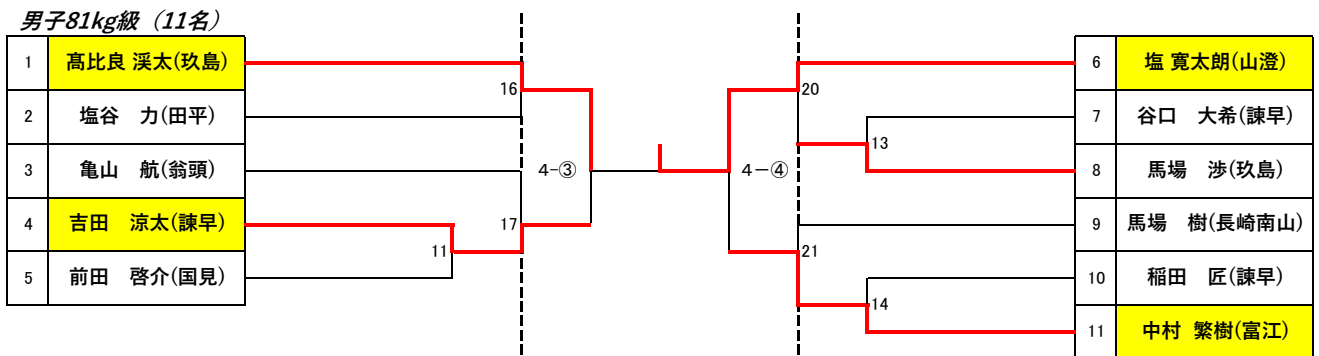 男子81kg級（11名）
1 髙比良 渓太(玖島)
2 塩谷　力(田平)
3 亀山　航(翁頭)
4 吉田　涼太(諫早)
5 前田　啓介(国見)
16
17
11
4-③
4－④
20
13
21
14
6 塩 寛太朗(山澄)
7 谷口　大希(諫早)
8 馬場　渉(玖島)
9 馬場　樹(長崎南山)
10 稲田　匠(諫早)
11 中村 繁樹(富江)